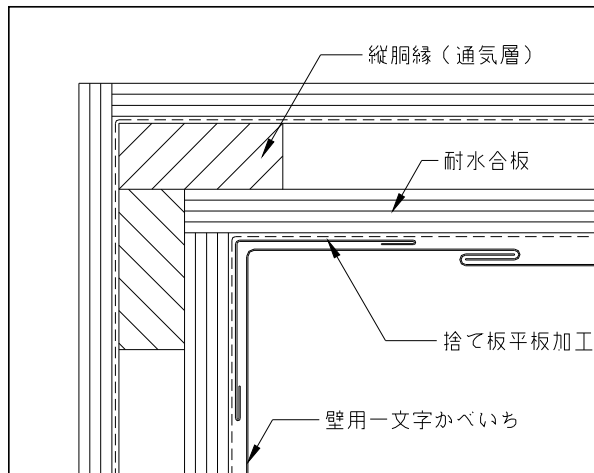 縦胴縁（通気層）
耐水合板
捨て板平板加工
壁用一文字かべいち